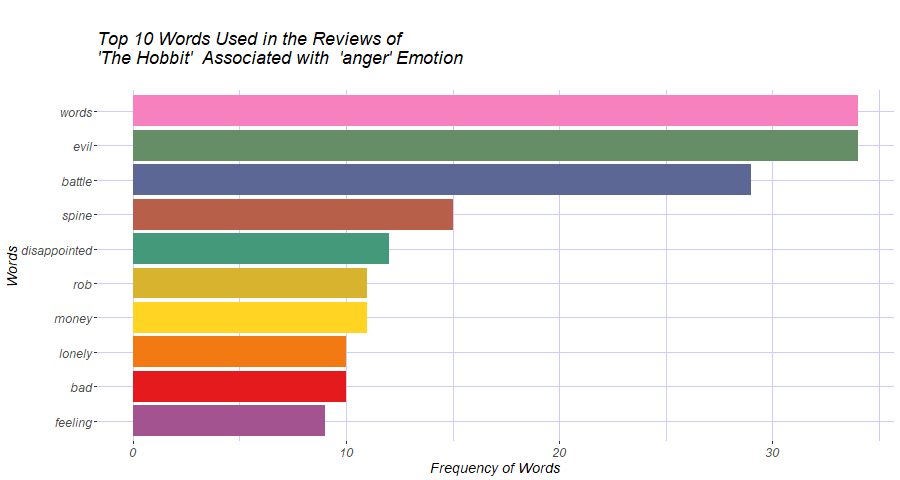 Top 10 Words Used in the Reviews of
'The Hobbit'  Associated with  'anger' Emotion
words
evil
battle
spine
disappointed
rob
money
lonely
bad
feeling
Words
0 10 20 30
Frequency of Words